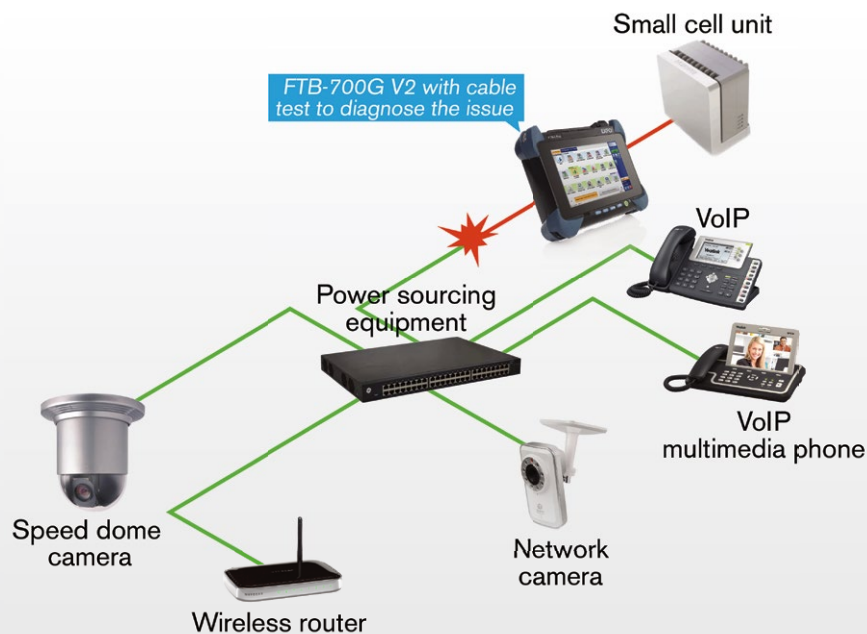 Small cell unit
FTB-700G V2 with cable
test to diagnose the issue
EXFO
VoIP
Power sourcing
equipment
VoIP
multimedia phone
Speed dome
camera
Network
camera
Wireless router